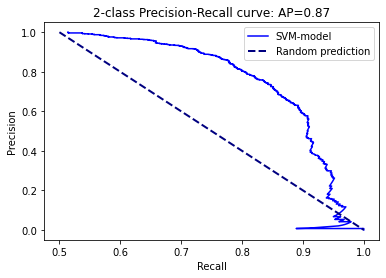 2-class Precision-Recall curve: AP=0.87
SVM-model
Random prediction
Precision
1.0
0.8
0.6
0.4
0.2
0.0
0.5 0.6 0.7 0.8 0.9 1.0
Recall